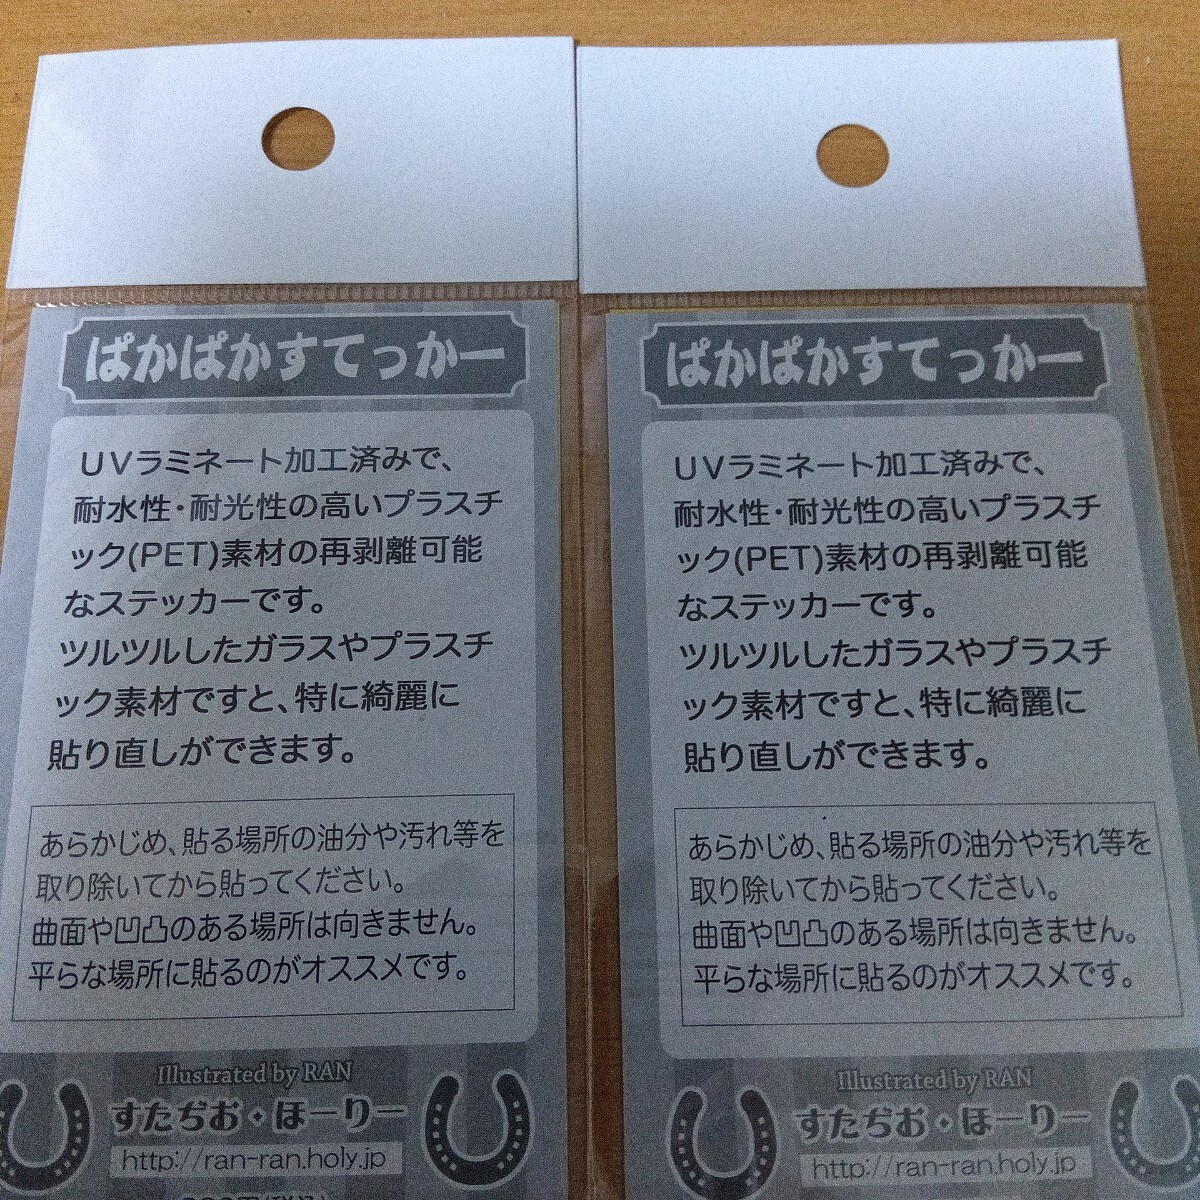 ぱかぱかすてっかー
UVラミネート加工済みで、
耐水性・耐光性の高いプラスチ
ック(PET)素材の再剥離可能
なステッカーです。
ツルツルしたガラスやプラスチ
ック素材ですと、特に綺麗に
貼り直しができます。
あらかじめ、貼る場所の油分や汚れ等を
取り除いてから貼ってください。
曲面や凹凸のある場所は向きません。
平らな場所に貼るのがオススメです。
Illustrated by RAN
すたぢお・ほーりー
http://ran-ran.holy.jp
ぱかぱかすてっかー
UVラミネート加工済みで、
耐水性・耐光性の高いプラスチ
ック(PET)素材の再剥離可能
なステッカーです。
ツルツルしたガラスやプラスチ
ック素材ですと、特に綺麗に
貼り直しができます。
あらかじめ、貼る場所の油分や汚れ等を
取り除いてから貼ってください。
曲面や凹凸のある場所は向きません。
平らな場所に貼るのがオススメです。
Illustrated by RAN
すたぢお・ほーりー
http://ran-ran.holy.jp